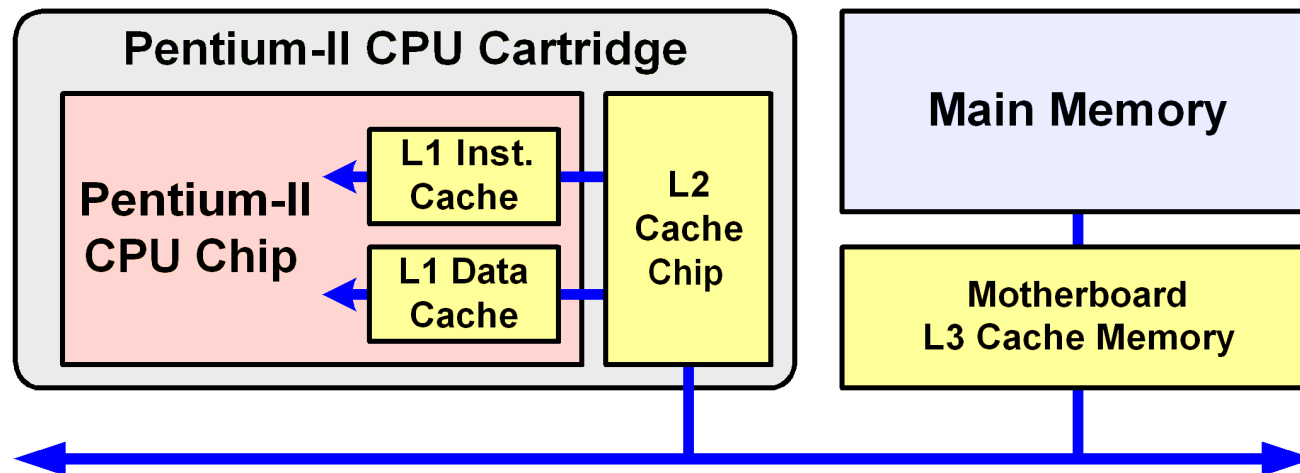 Pentium-II CPU Cartridge
Pentium-II
CPU Chip
L1 Inst.
Cache
L1 Data
Cache
L2
Cache
Chip
Main Memory
Motherboard
L3 Cache Memory